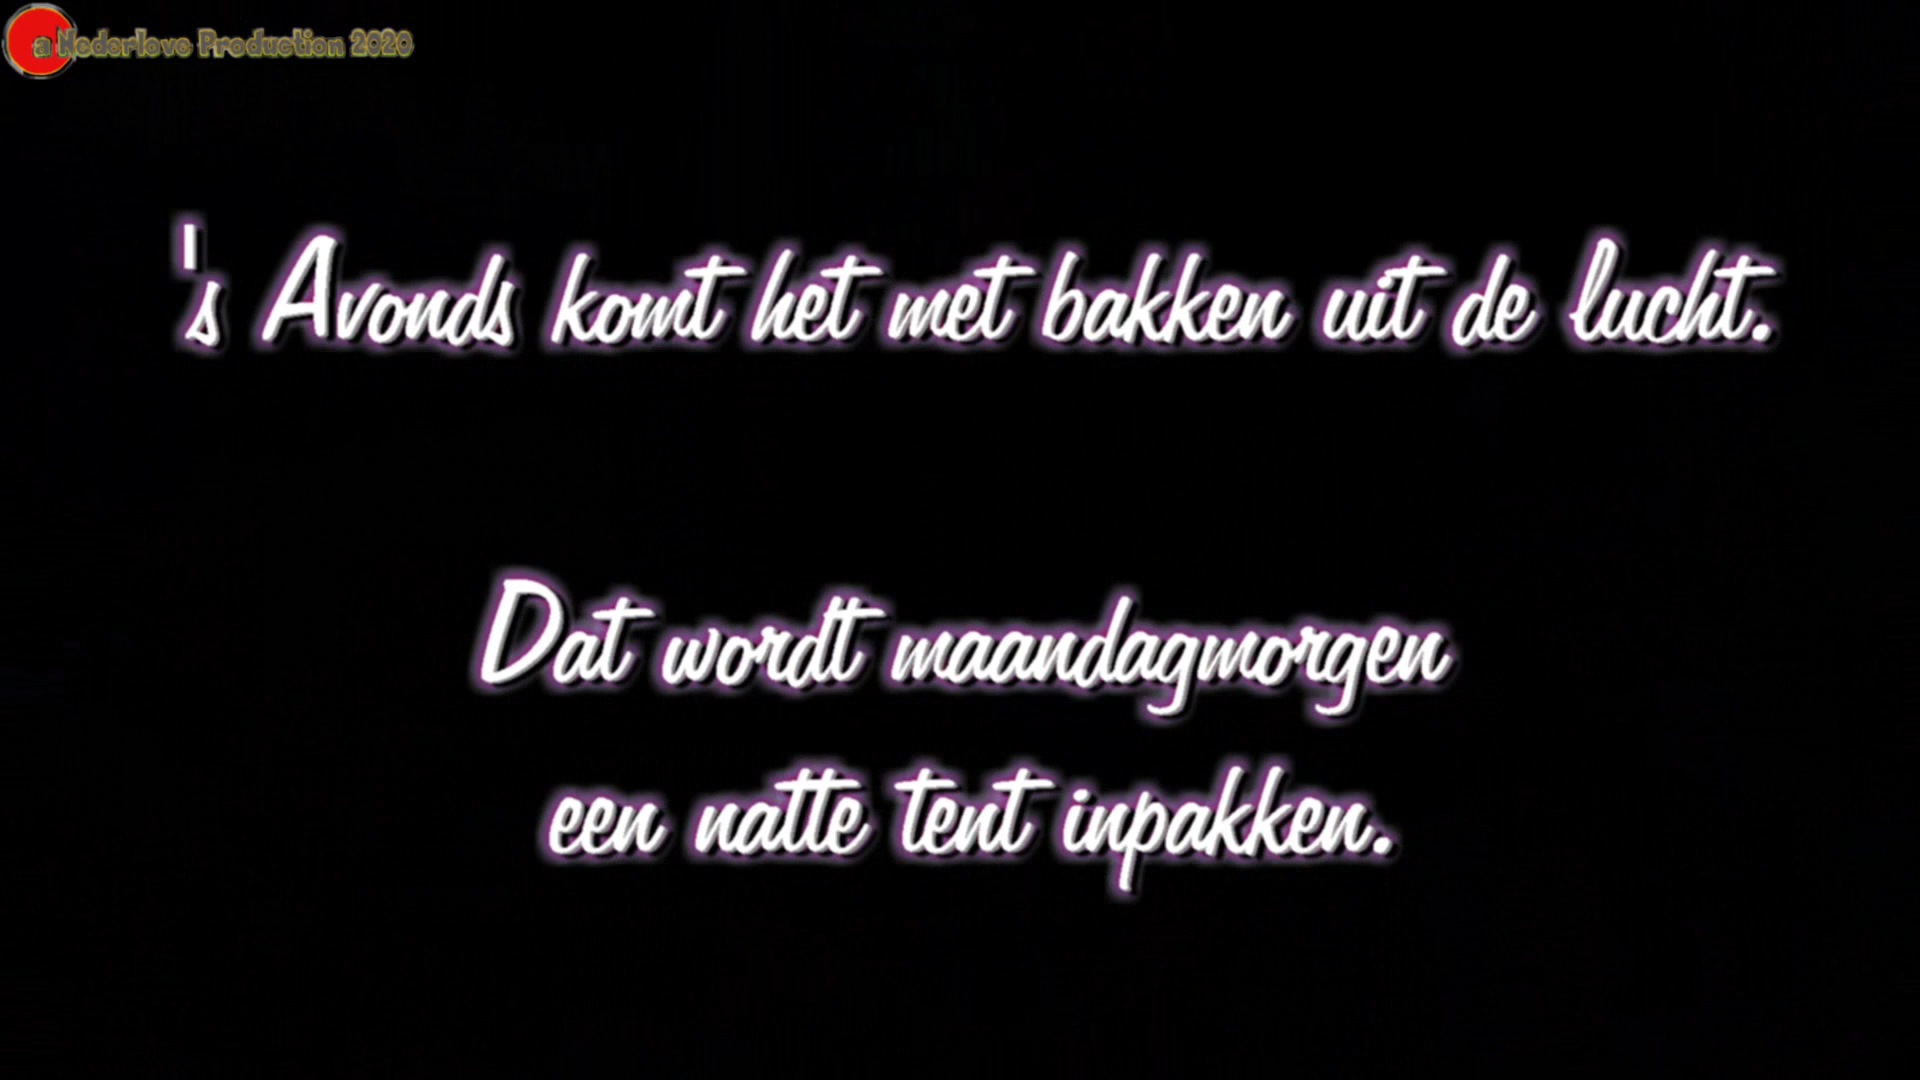 a Nederlove Production 2020
's Avonds komt het met bakken uit de lucht.
Dat wordt maandagmorgen
een natte tent inpakken.